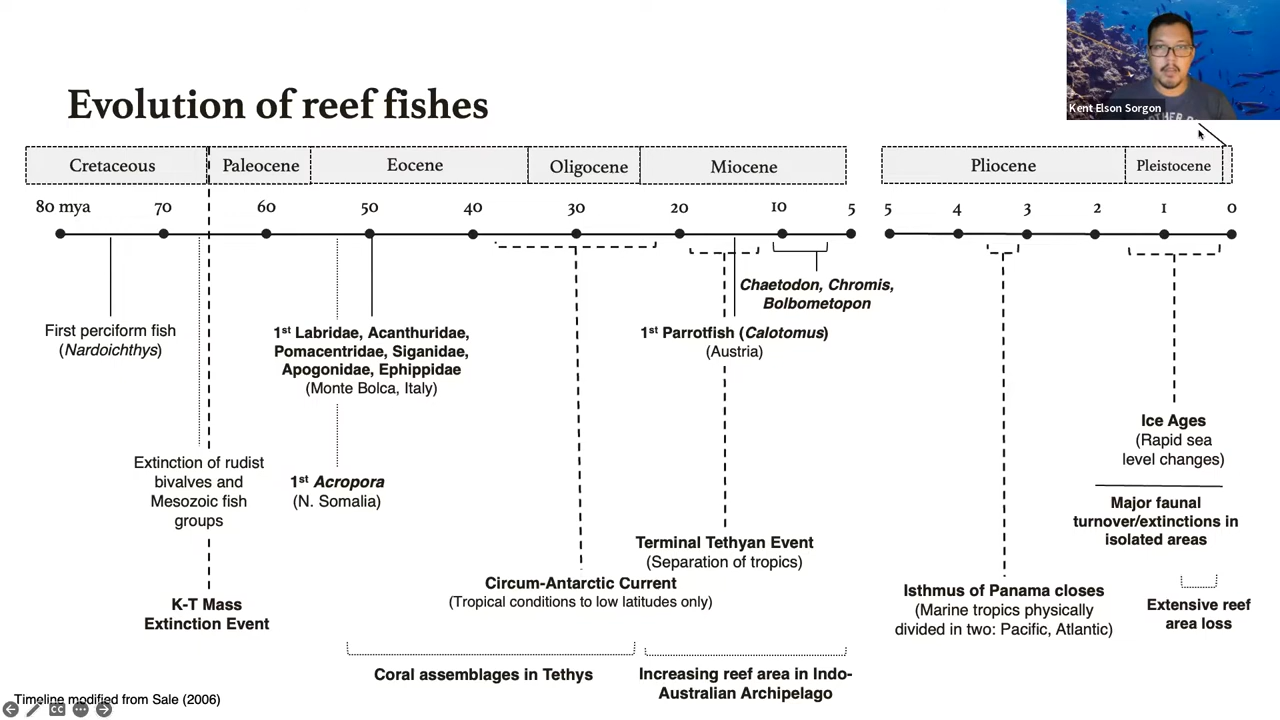 Kent Elson Sorgon
Evolution of reef fishes
Cretaceous
Paleocene
Eocene
Oligocene
Miocene
Pliocene
Pleistocene
80 mya
70
60
50
40
30
20
10
5
5
4
3
2
1
0
Chaetodon, Chromis,
Bolbometopon
First perciform fish
(Nardoichthys)
1st Labridae, Acanthuridae,
Pomacentridae, Siganidae,
Apogonidae, Ephippidae
(Monte Bolca, Italy)
1st Parrotfish (Calotomus)
(Austria)
Ice Ages
(Rapid sea
level changes)
Extinction of rudist
bivalves and
Mesozoic fish
groups
1st Acropora
(N. Somalia)
Major faunal
turnover/extinctions in
isolated areas
Terminal Tethyan Event
(Separation of tropics)
Circum-Antarctic Current
(Tropical conditions to low latitudes only)
K-T Mass
Extinction Event
Isthmus of Panama closes
(Marine tropics physically
divided in two: Pacific, Atlantic)
Extensive reef
area loss
Coral assemblages in Tethys
Increasing reef area in Indo-
Australian Archipelago
Timeline modified from Sale (2006)
CC